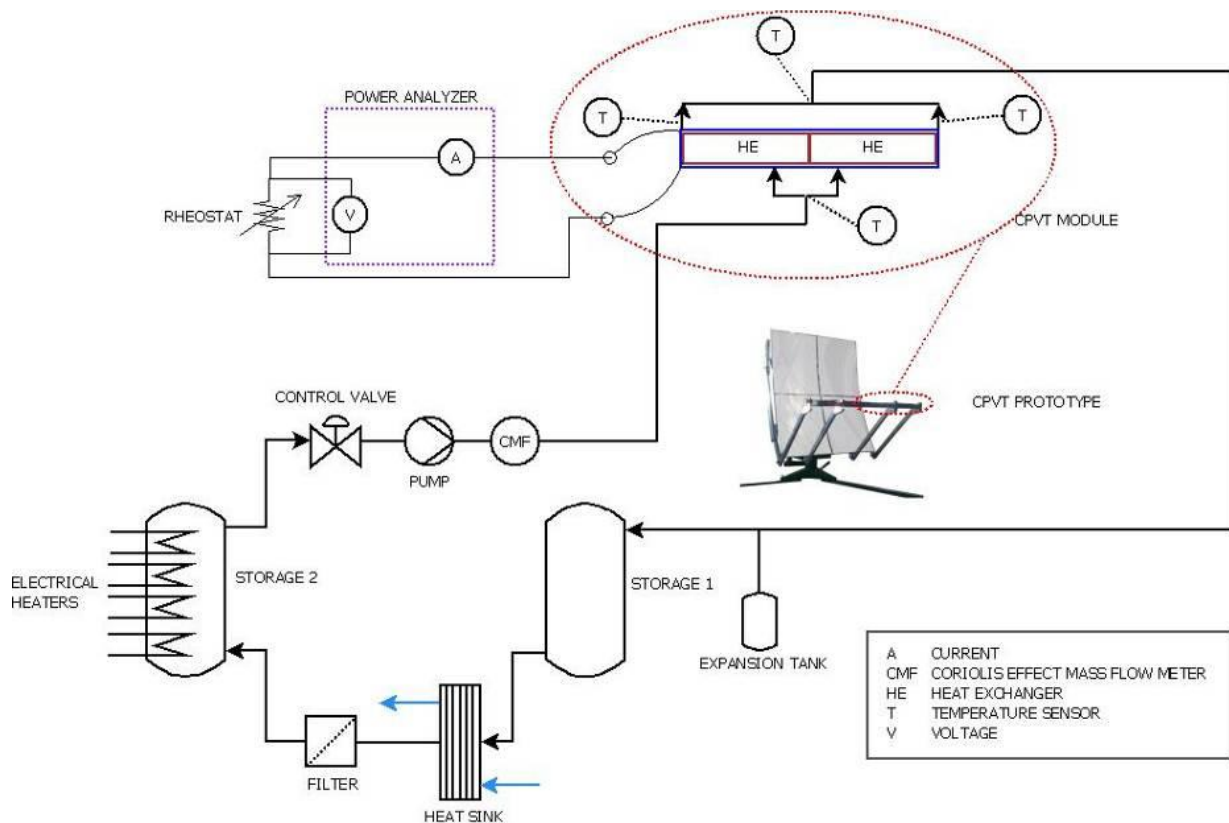 T
POWER ANALYZER
T
T
A
HE
HE
V
RHEOSTAT
T
CPVT MODULE
CONTROL VALVE
CPVT PROTOTYPE
CMF
PUMP
STORAGE 2
ELECTRICAL
HEATERS
STORAGE 1
EXPANSION TANK
FILTER
HEAT SINK
A CURRENT
CMF CORIOLIS EFFECT MASS FLOW METER
HE HEAT EXCHANGER
T TEMPERATURE SENSOR
V VOLTAGE